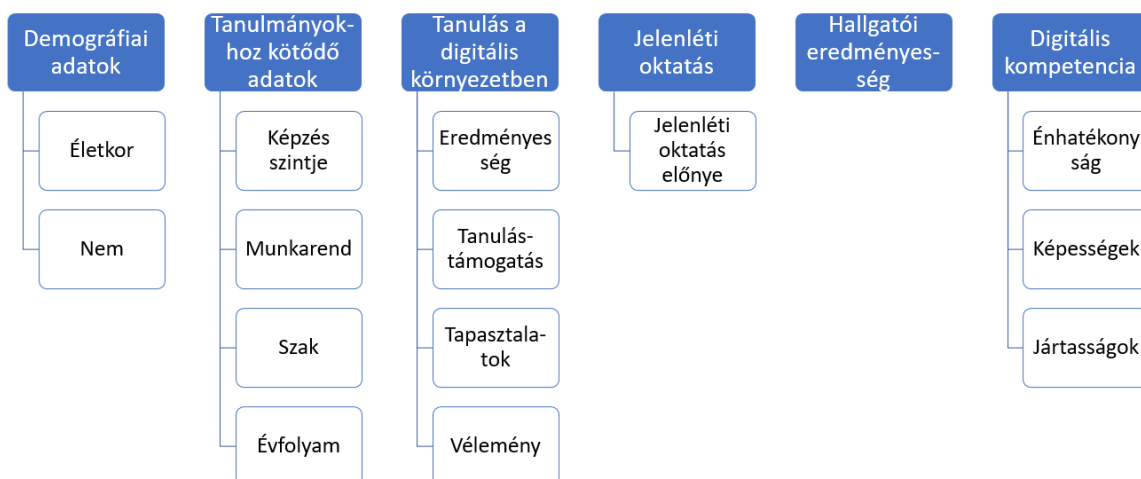 Demográfiai
adatok
Életkor
Nem
Tanulmányok-
hoz kötődő
adatok
Képzés
szintje
Munkarend
Szak
Évfolyam
Tanulás a
digitális
környezetben
Eredményes
ség
Tanulás-
támogatás
Tapasztala-
tok
Vélemény
Jelenléti
oktatás
Jelenléti
oktatás
előnye
Hallgatói
eredményes-
ség
Digitális
kompetencia
Énhatékony
ság
Képességek
Jártasságok